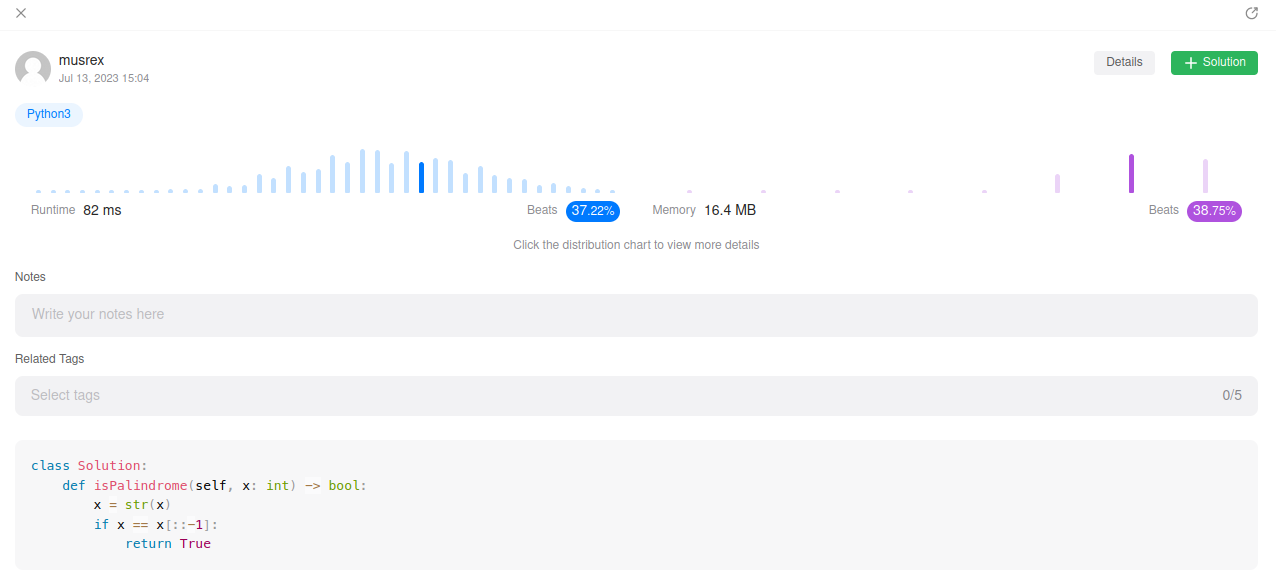 musrex
Jul 13, 2023 15:04
Details
Solution
Python3
Runtime 82 ms Beats 37.22% Memory 16.4 MB Beats 38.75%
Click the distribution chart to view more details
Notes
Write your notes here
Related Tags
Select tags 0/5
class Solution:
    def isPalindrome(self, x: int) -> bool:
        x = str(x)
        if x == x[::-1]:
            return True